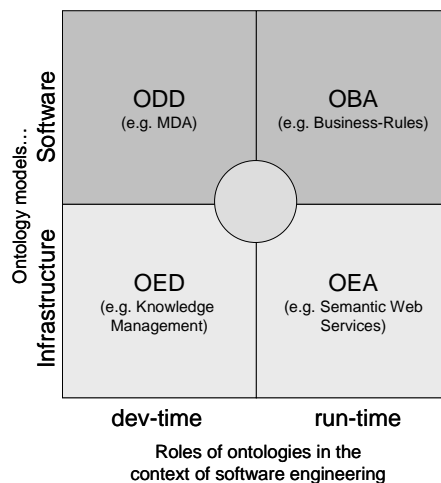 Ontology models...
Software
Infrastructure
ODD
(e.g. MDA)
OBA
(e.g. Business-Rules)
OED
(e.g. Knowledge
Management)
OEA
(e.g. Semantic Web
Services)
dev-time
run-time
Roles of ontologies in the
context of software engineering